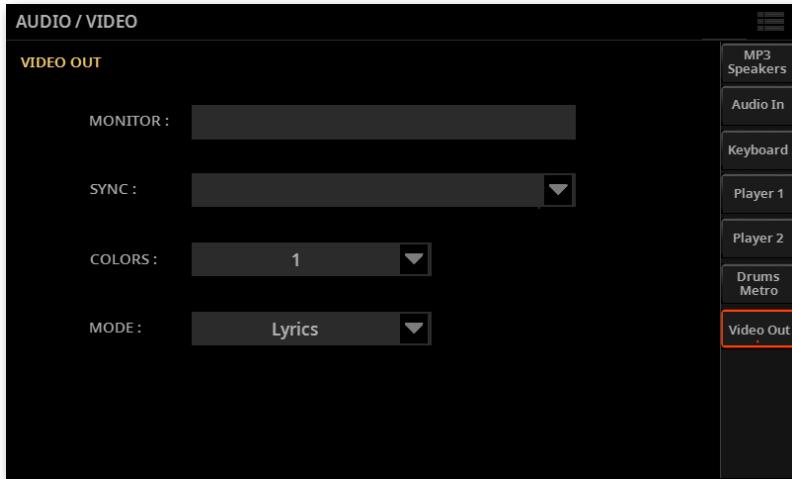 AUDIO / VIDEO
VIDEO OUT
MONITOR :
SYNC :
COLORS :
1
MODE :
Lyrics
MP3
Speakers
Audio In
Keyboard
Player 1
Player 2
Drums
Metro
Video Out